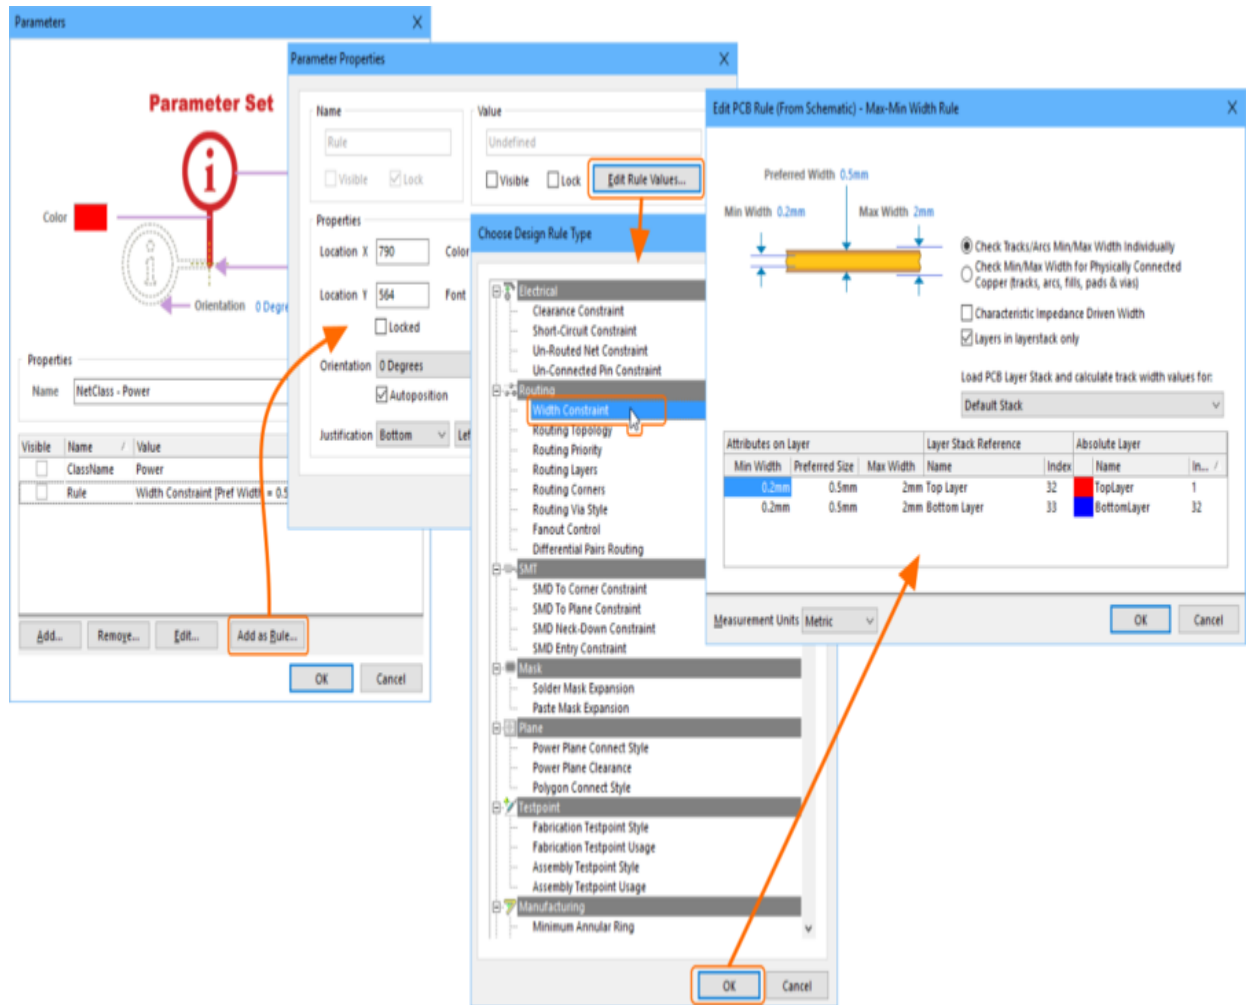 Parameters X
Parameter Set
Color
Orientation 0 Degre
Properties
Name NetClass - Power
Visible Name / Value
ClassName Power
Rule Width Constraint [Pref Width = 0.5
Add... Remove... Edit... Add as Rule...
OK Cancel
Parameter Properties X
Name
Rule
Visible Lock
Value
Undefined
Visible Lock Edit Rule Values...
Properties
Location X 790 Color
Location Y 564 Font
Locked
Orientation 0 Degrees
Autoposition
Justification Bottom Lef
Choose Design Rule Type
Electrical
Clearance Constraint
Short-Circuit Constraint
Un-Routed Net Constraint
Un-Connected Pin Constraint
Routing
Width Constraint
Routing Topology
Routing Priority
Routing Layers
Routing Corners
Routing Via Style
Fanout Control
Differential Pairs Routing
SMT
SMD To Corner Constraint
SMD To Plane Constraint
SMD Neck-Down Constraint
SMD Entry Constraint
Mask
Solder Mask Expansion
Paste Mask Expansion
Plane
Power Plane Connect Style
Power Plane Clearance
Polygon Connect Style
Testpoint
Fabrication Testpoint Style
Fabrication Testpoint Usage
Assembly Testpoint Style
Assembly Testpoint Usage
Manufacturing
Minimum Annular Ring
OK Cancel
Edit PCB Rule (From Schematic) - Max-Min Width Rule X
Preferred Width 0.5mm
Min Width 0.2mm Max Width 2mm
Check Tracks/Arcs Min/Max Width Individually
Check Min/Max Width for Physically Connected
Copper (tracks, arcs, fills, pads & vias)
Characteristic Impedance Driven Width
Layers in layerstack only
Load PCB Layer Stack and calculate track width values for:
Default Stack
Attributes on Layer Layer Stack Reference Absolute Layer
Min Width Preferred Size Max Width Name Index Name In... /
0.2mm 0.5mm 2mm Top Layer 32 TopLayer 1
0.2mm 0.5mm 2mm Bottom Layer 33 BottomLayer 32
Measurement Units Metric
OK Cancel